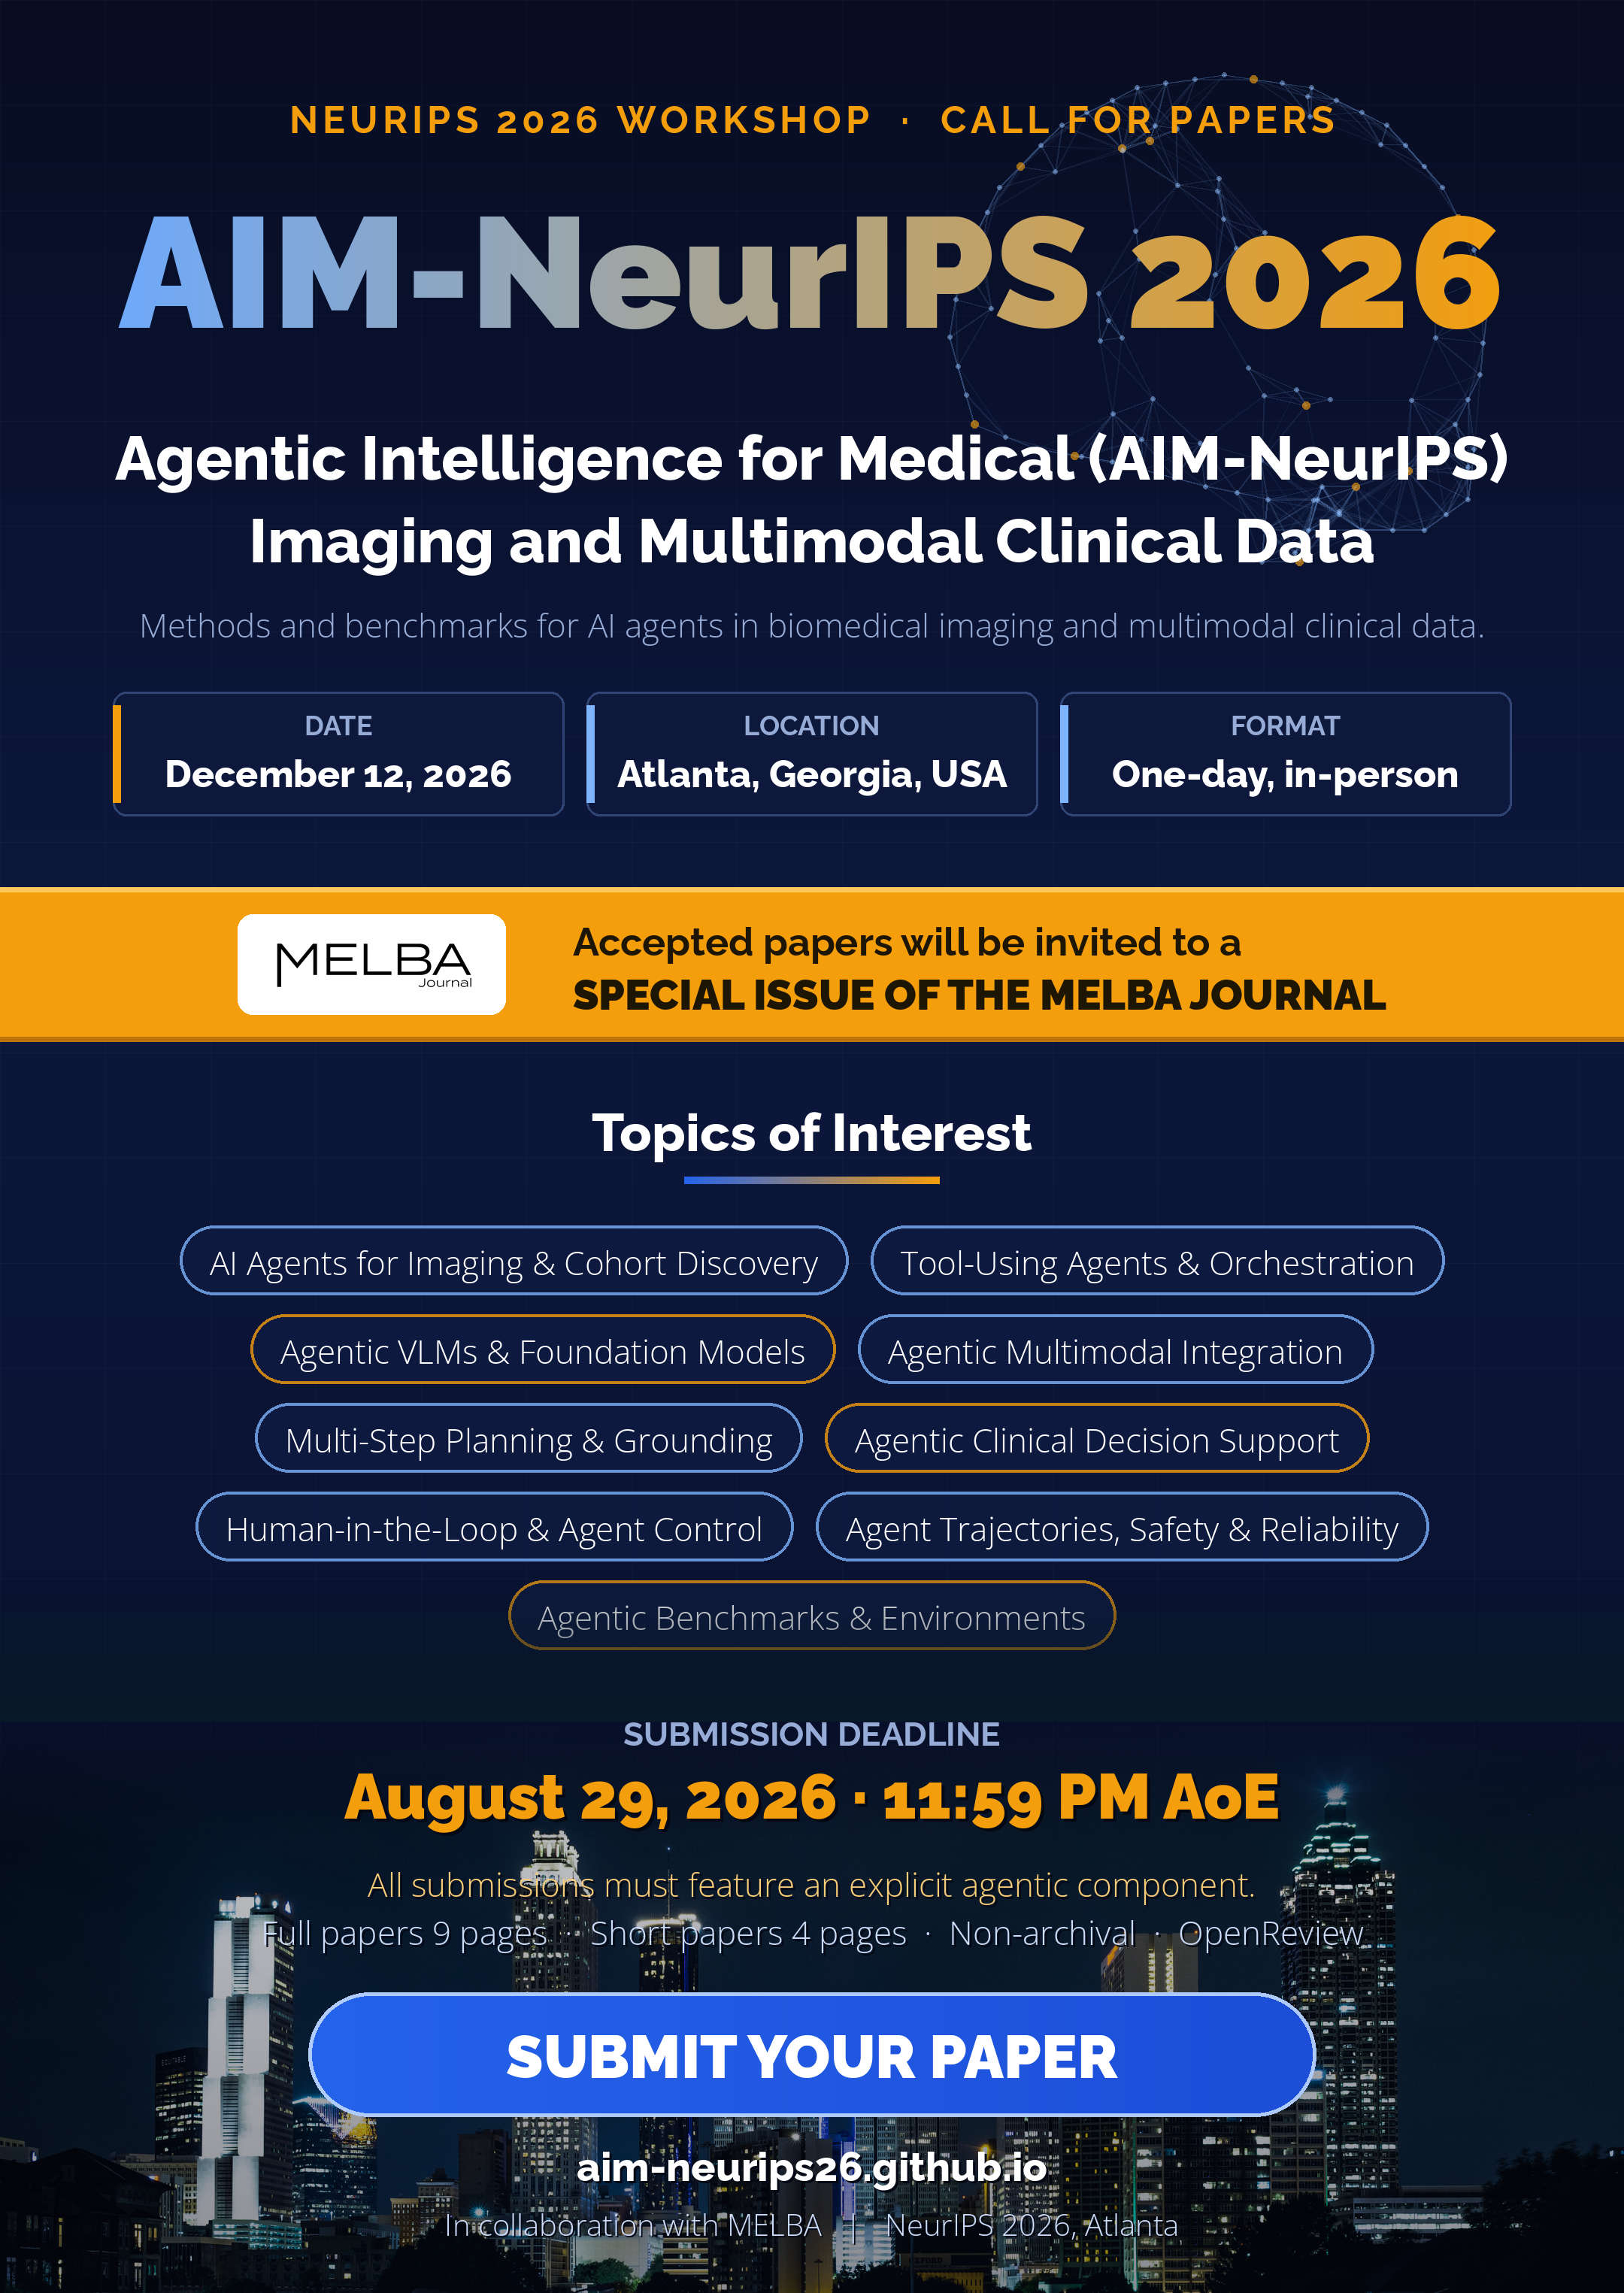 NEURIPS 2026 WORKSHOP · CALL FOR PAPERS
AIM-NeurIPS 2026
Agentic Intelligence for Medical (AIM-NeurIPS)
Imaging and Multimodal Clinical Data
Methods and benchmarks for AI agents in biomedical imaging and multimodal clinical data.
DATE
December 12, 2026
LOCATION
Atlanta, Georgia, USA
FORMAT
One-day, in-person
MELBA
Journal
Accepted papers will be invited to a
SPECIAL ISSUE OF THE MELBA JOURNAL
Topics of Interest
AI Agents for Imaging & Cohort Discovery
Tool-Using Agents & Orchestration
Agentic VLMs & Foundation Models
Agentic Multimodal Integration
Multi-Step Planning & Grounding
Agentic Clinical Decision Support
Human-in-the-Loop & Agent Control
Agent Trajectories, Safety & Reliability
Agentic Benchmarks & Environments
SUBMISSION DEADLINE
August 29, 2026 · 11:59 PM AoE
All submissions must feature an explicit agentic component.
Full papers 9 pages · Short papers 4 pages · Non-archival · OpenReview
SUBMIT YOUR PAPER
EQUITABLE
aim-neurips26.github.io
In collaboration with MELBA | NeurIPS 2026, Atlanta